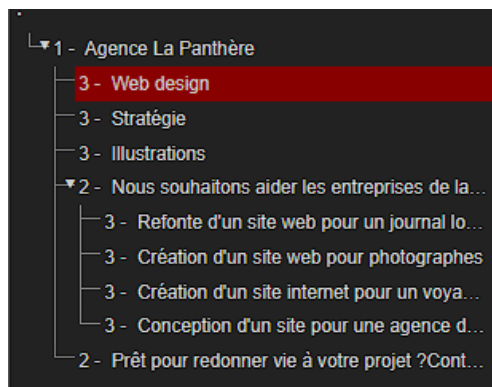 1 - Agence La Panthère
3 - Web design
3 - Stratégie
3 - Illustrations
2 - Nous souhaitons aider les entreprises de la...
3 - Refonte d'un site web pour un journal lo...
3 - Création d'un site web pour photographes
3 - Création d'un site internet pour un voya...
3 - Conception d'un site pour une agence d...
2 - Prêt pour redonner vie à votre projet ?Cont...